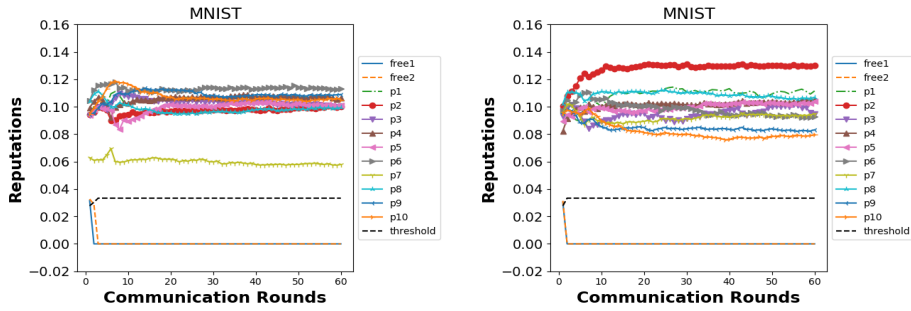 MNIST
0.16
0.14
0.12
0.10
0.08
0.06
0.04
0.02
0.00
−0.02
Reputations
0
10
20
30
40
50
60
Communication Rounds
free1
free2
p1
p2
p3
p4
p5
p6
p7
p8
p9
p10
threshold
MNIST
0.16
0.14
0.12
0.10
0.08
0.06
0.04
0.02
0.00
−0.02
Reputations
0
10
20
30
40
50
60
Communication Rounds
free1
free2
p1
p2
p3
p4
p5
p6
p7
p8
p9
p10
threshold